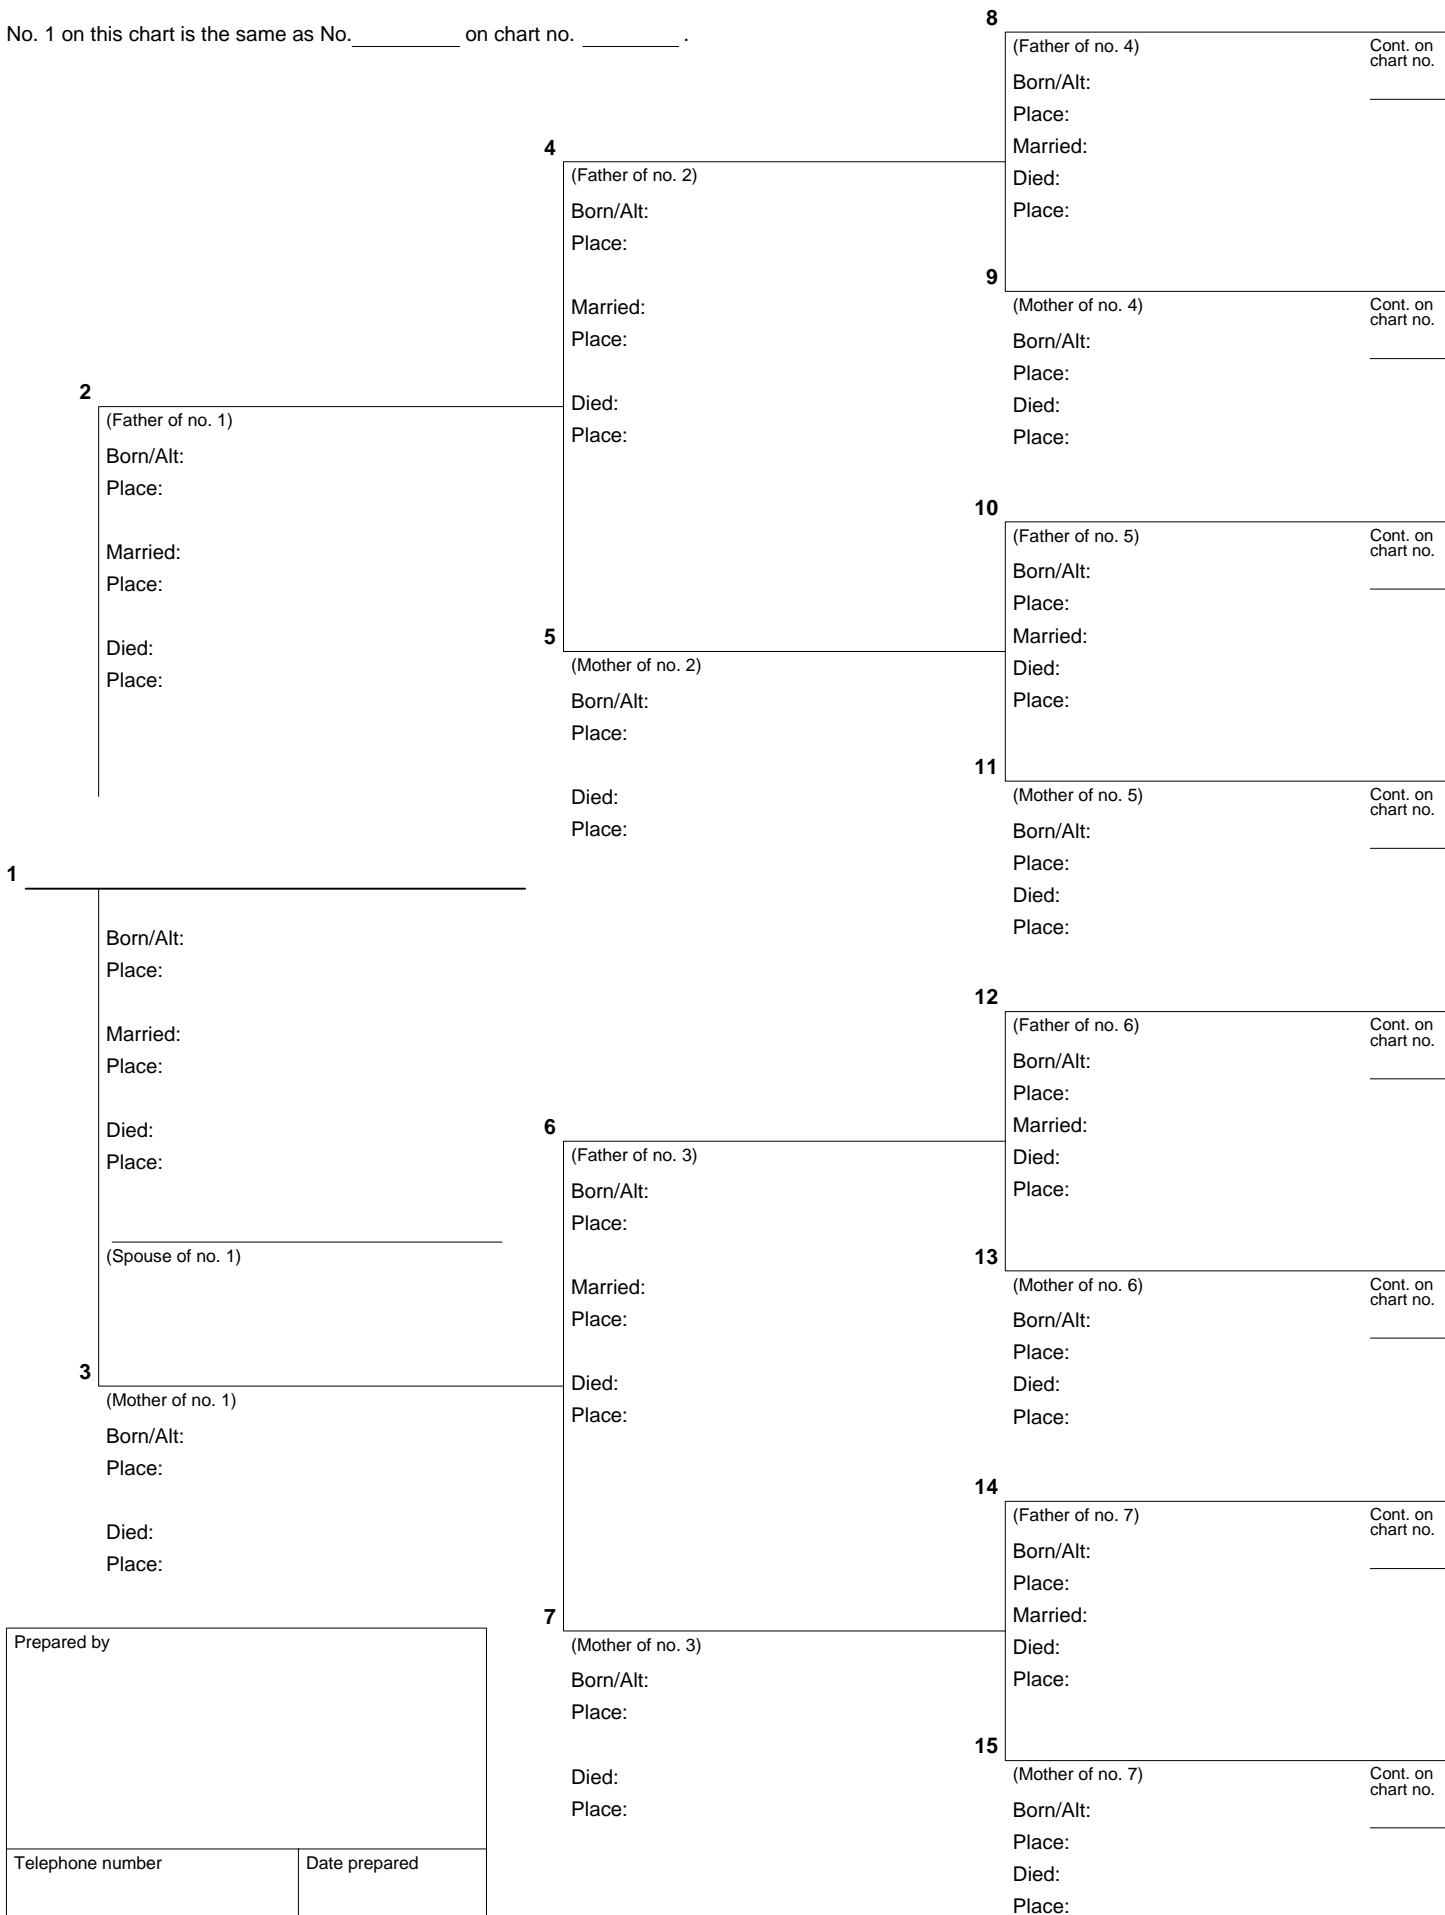 No. 1 on this chart is the same as No. on chart no. .
8
(Father of no. 4)
Cont. on
chart no.
Born/Alt:
Place:
Married:
Died:
Place:
4
(Father of no. 2)
Born/Alt:
Place:
Married:
Place:
Died:
Place:
9
(Mother of no. 4)
Cont. on
chart no.
Born/Alt:
Place:
Died:
Place:
2
(Father of no. 1)
Born/Alt:
Place:
Married:
Place:
Died:
Place:
10
(Father of no. 5)
Cont. on
chart no.
Born/Alt:
Place:
Married:
Died:
Place:
5
(Mother of no. 2)
Born/Alt:
Place:
Died:
Place:
11
(Mother of no. 5)
Cont. on
chart no.
Born/Alt:
Place:
Died:
Place:
1
Born/Alt:
Place:
Married:
Place:
Died:
Place:
(Spouse of no. 1)
12
(Father of no. 6)
Cont. on
chart no.
Born/Alt:
Place:
Married:
Died:
Place:
6
(Father of no. 3)
Born/Alt:
Place:
Married:
Place:
Died:
Place:
13
(Mother of no. 6)
Cont. on
chart no.
Born/Alt:
Place:
Died:
Place:
3
(Mother of no. 1)
Born/Alt:
Place:
Died:
Place:
14
(Father of no. 7)
Cont. on
chart no.
Born/Alt:
Place:
Married:
Died:
Place:
7
(Mother of no. 3)
Born/Alt:
Place:
Died:
Place:
15
(Mother of no. 7)
Cont. on
chart no.
Born/Alt:
Place:
Died:
Place:
Prepared by
Telephone number
Date prepared